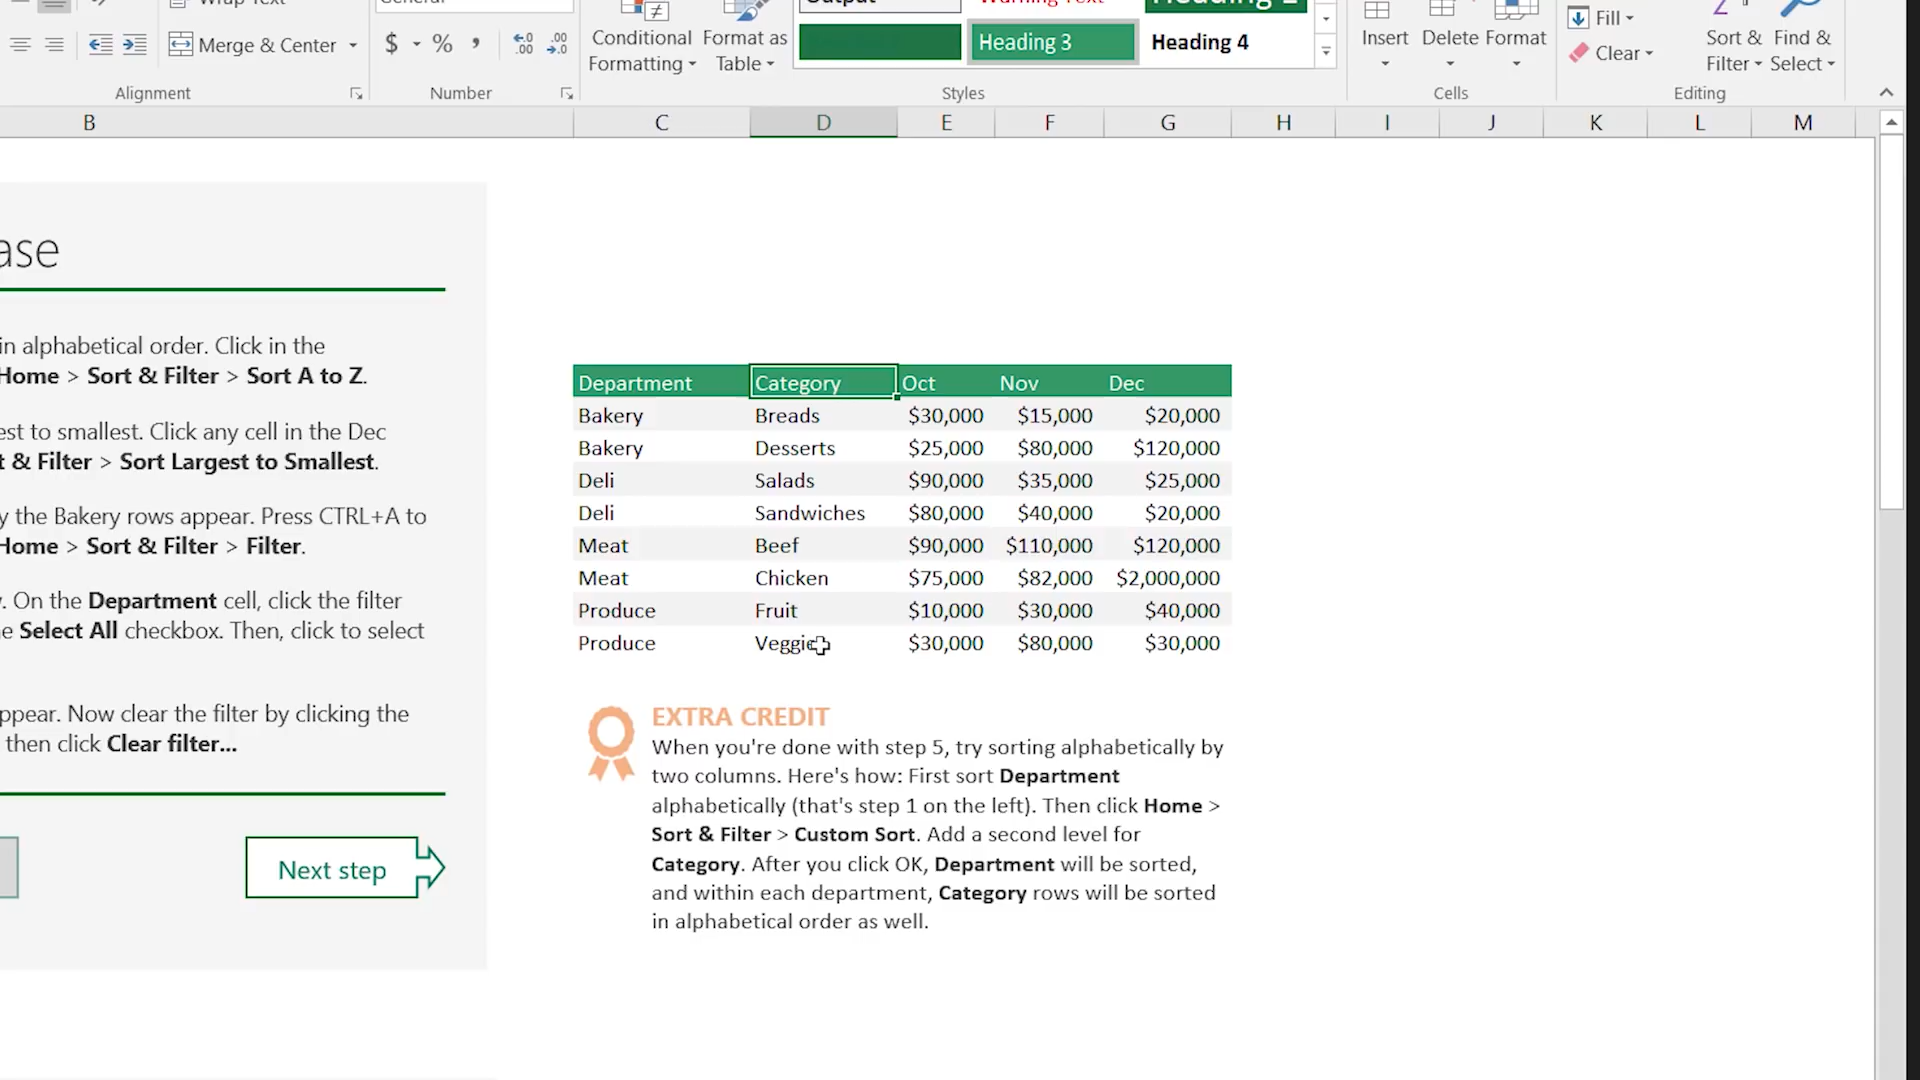 Wrap Text
General
Output
Warning Text
Heading 2
Merge & Center
$ % ,
Conditional Formatting
Format as Table
Heading 3
Heading 4
Insert
Delete
Format
Fill
Clear
Sort & Filter
Find & Select
Alignment
Number
Styles
Cells
Editing
B C D E F G H I J K L M
ase
in alphabetical order. Click in the
Home > Sort & Filter > Sort A to Z.
est to smallest. Click any cell in the Dec
t & Filter > Sort Largest to Smallest.
y the Bakery rows appear. Press CTRL+A to
Home > Sort & Filter > Filter.
. On the Department cell, click the filter
e Select All checkbox. Then, click to select
ppear. Now clear the filter by clicking the
then click Clear filter...
Next step
Department Category Oct Nov Dec
Bakery Breads $30,000 $15,000 $20,000
Bakery Desserts $25,000 $80,000 $120,000
Deli Salads $90,000 $35,000 $25,000
Deli Sandwiches $80,000 $40,000 $20,000
Meat Beef $90,000 $110,000 $120,000
Meat Chicken $75,000 $82,000 $2,000,000
Produce Fruit $10,000 $30,000 $40,000
Produce Veggies $30,000 $80,000 $30,000
EXTRA CREDIT
When you're done with step 5, try sorting alphabetically by
two columns. Here's how: First sort Department
alphabetically (that's step 1 on the left). Then click Home >
Sort & Filter > Custom Sort. Add a second level for
Category. After you click OK, Department will be sorted,
and within each department, Category rows will be sorted
in alphabetical order as well.